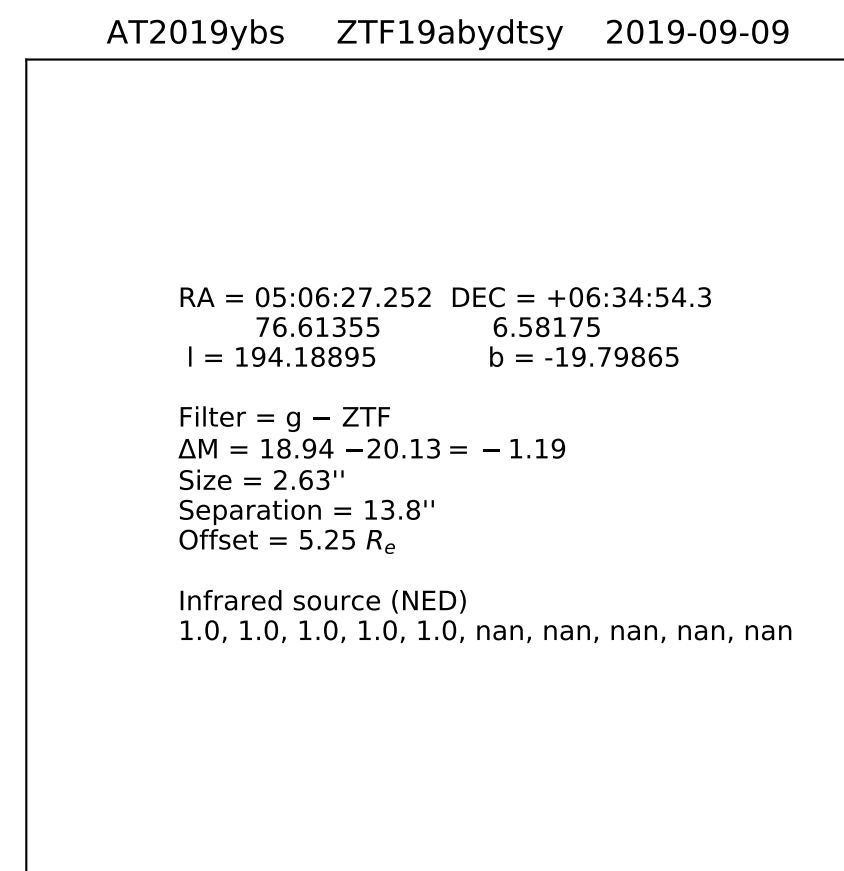 AT2019ybs ZTF19abydtsy 2019-09-09
RA = 05:06:27.252 DEC = +06:34:54.3
76.61355 6.58175
l = 194.18895 b = -19.79865
Filter = g − ZTF
ΔM = 18.94 −20.13 = − 1.19
Size = 2.63''
Separation = 13.8''
Offset = 5.25 Rₑ
Infrared source (NED)
1.0, 1.0, 1.0, 1.0, 1.0, nan, nan, nan, nan, nan